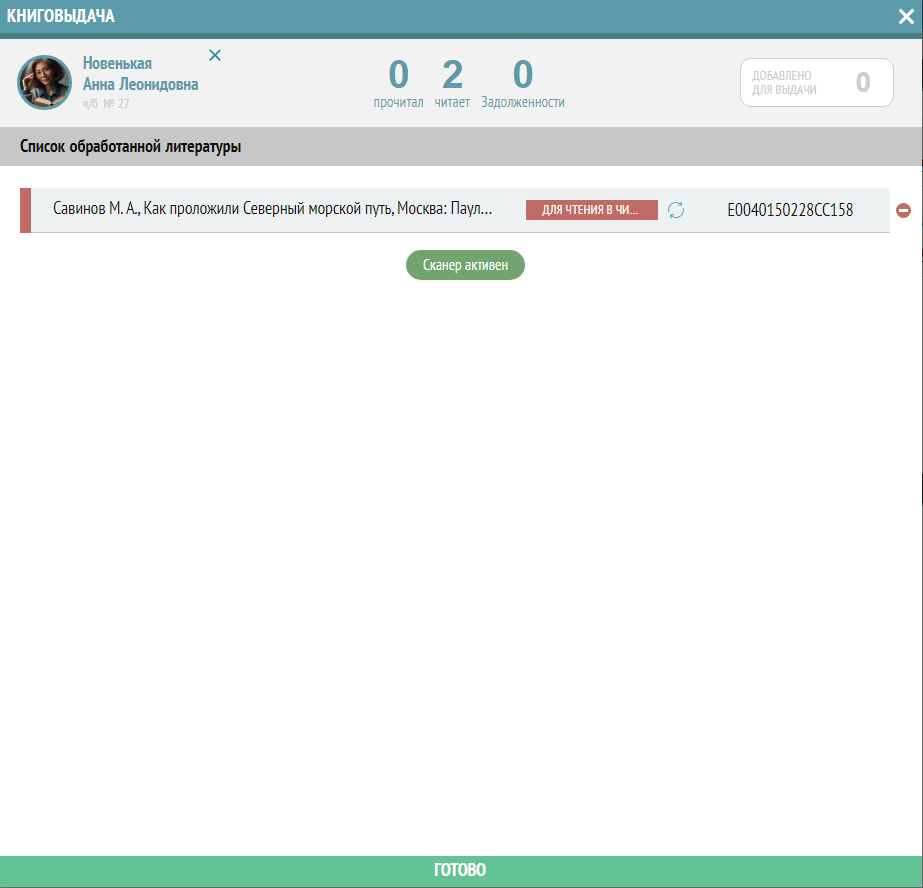 КНИГОВЫДАЧА
Новенькая
Анна Леонидовна
ч/б № 27
0 2 0
прочитал читает Задолженности
ДОБАВЛЕНО
ДЛЯ ВЫДАЧИ
0
Список обработанной литературы
Савинов М. А., Как проложили Северный морской путь, Москва: Паул... ДЛЯ ЧТЕНИЯ В ЧИ... E0040150228CC158
Сканер активен
ГОТОВО